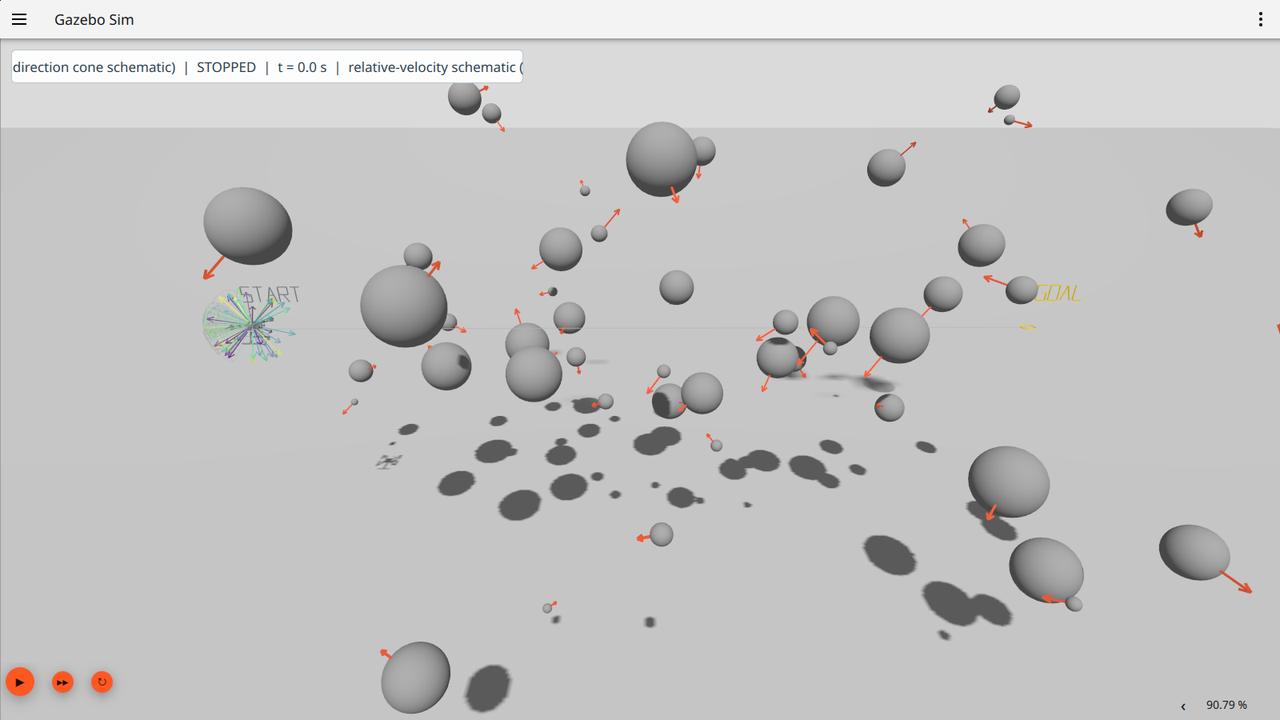 Gazebo Sim
direction cone schematic) | STOPPED | t = 0.0 s | relative-velocity schematic (
START
GOAL
90.79 %